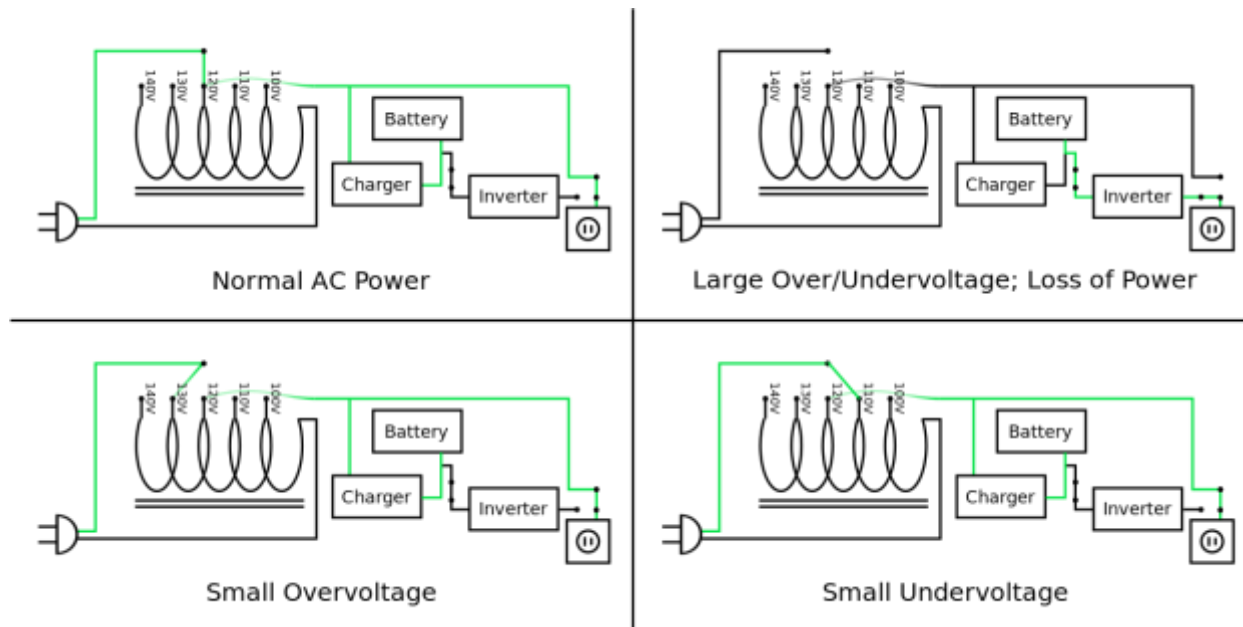 140V
130V
120V
110V
100V
Battery
Charger
Inverter
Normal AC Power
140V
130V
120V
110V
100V
Battery
Charger
Inverter
Large Over/Undervoltage; Loss of Power
140V
130V
120V
110V
100V
Battery
Charger
Inverter
Small Overvoltage
140V
130V
120V
110V
100V
Battery
Charger
Inverter
Small Undervoltage